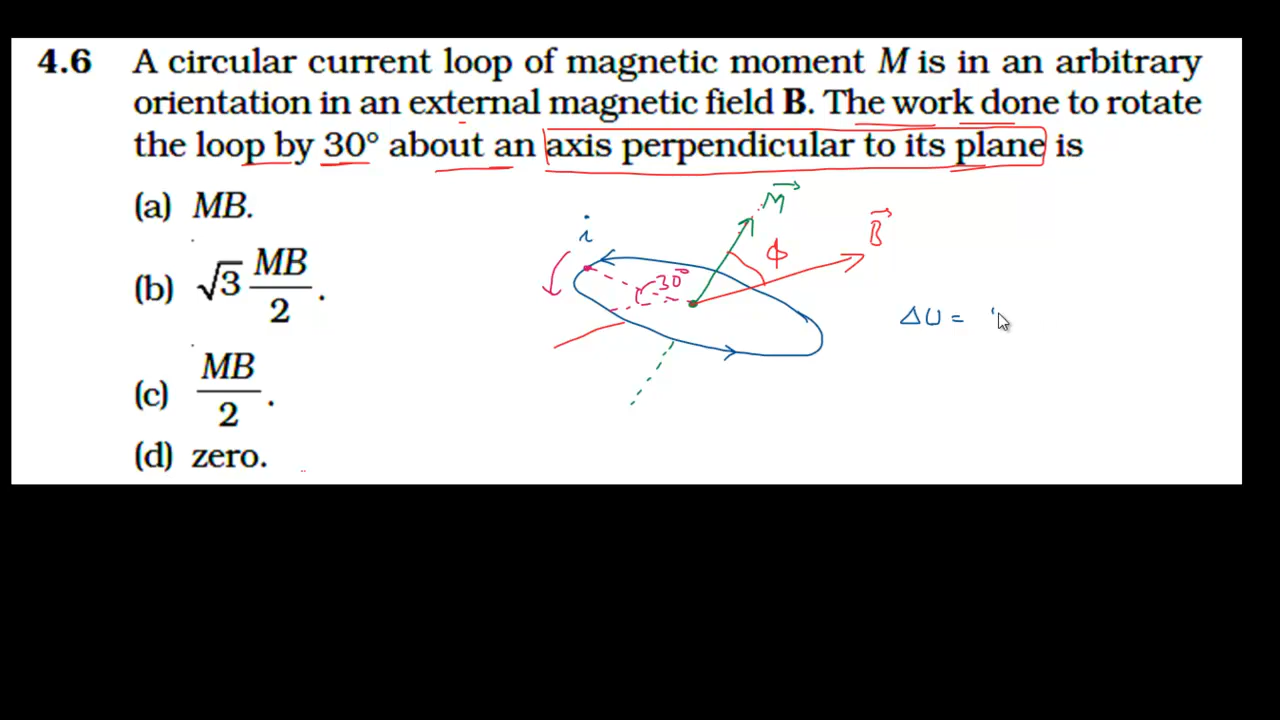 4.6 A circular current loop of magnetic moment M is in an arbitrary
orientation in an external magnetic field B. The work done to rotate
the loop by 30° about an axis perpendicular to its plane is
(a) MB.
(b) √3 MB/2.
(c) MB/2.
(d) zero.
M⃗
B⃗
i
ϕ
30°
ΔU =